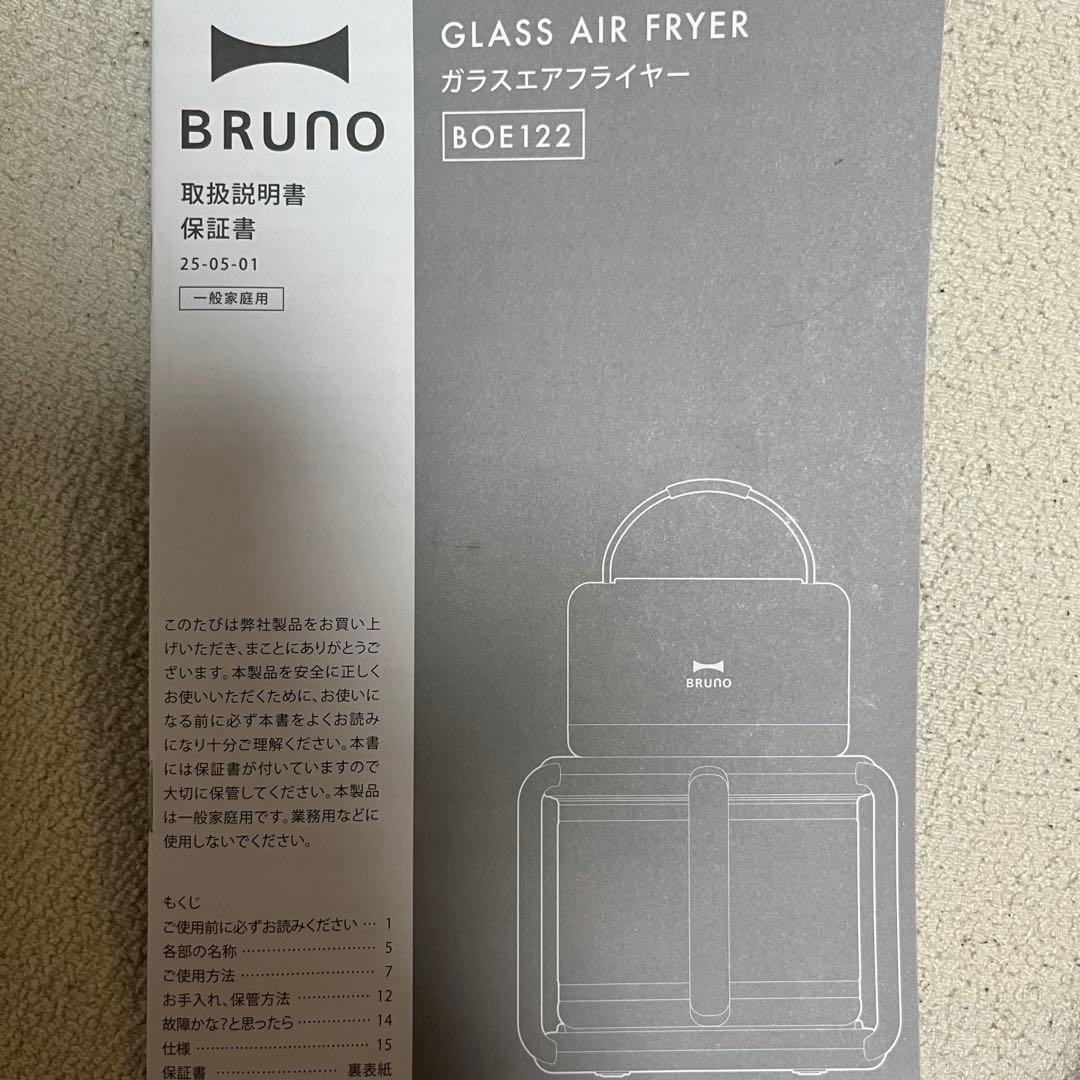 BRUNO
取扱説明書
保証書
25-05-01
一般家庭用
GLASS AIR FRYER
ガラスエアフライヤー
BOE122
BRUNO
このたびは弊社製品をお買い上
げいただき、まことにありがとうご
ざいます。本製品を安全に正しく
お使いいただくために、お使いに
なる前に必ず本書をよくお読み
になり十分ご理解ください。本書
には保証書が付いていますので
大切に保管してください。本製品
は一般家庭用です。業務用などに
使用しないでください。
もくじ
ご使用前に必ずお読みください … 1
各部の名称 ………………………… 5
ご使用方法 ………………………… 7
お手入れ、保管方法 …………… 12
故障かな?と思ったら …………… 14
仕様 ………………………………… 15
保証書 …………………… 裏表紙